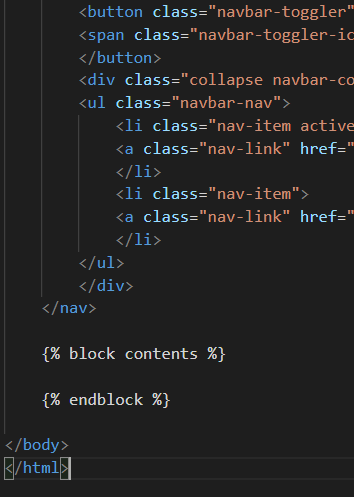 <button class="navbar-toggler"
<span class="navbar-toggler-ic
</button>
<div class="collapse navbar-co
<ul class="navbar-nav">
<li class="nav-item active
<a class="nav-link" href="
</li>
<li class="nav-item">
<a class="nav-link" href="
</li>
</ul>
</div>
</nav>
{% block contents %}
{% endblock %}
</body>
</html>